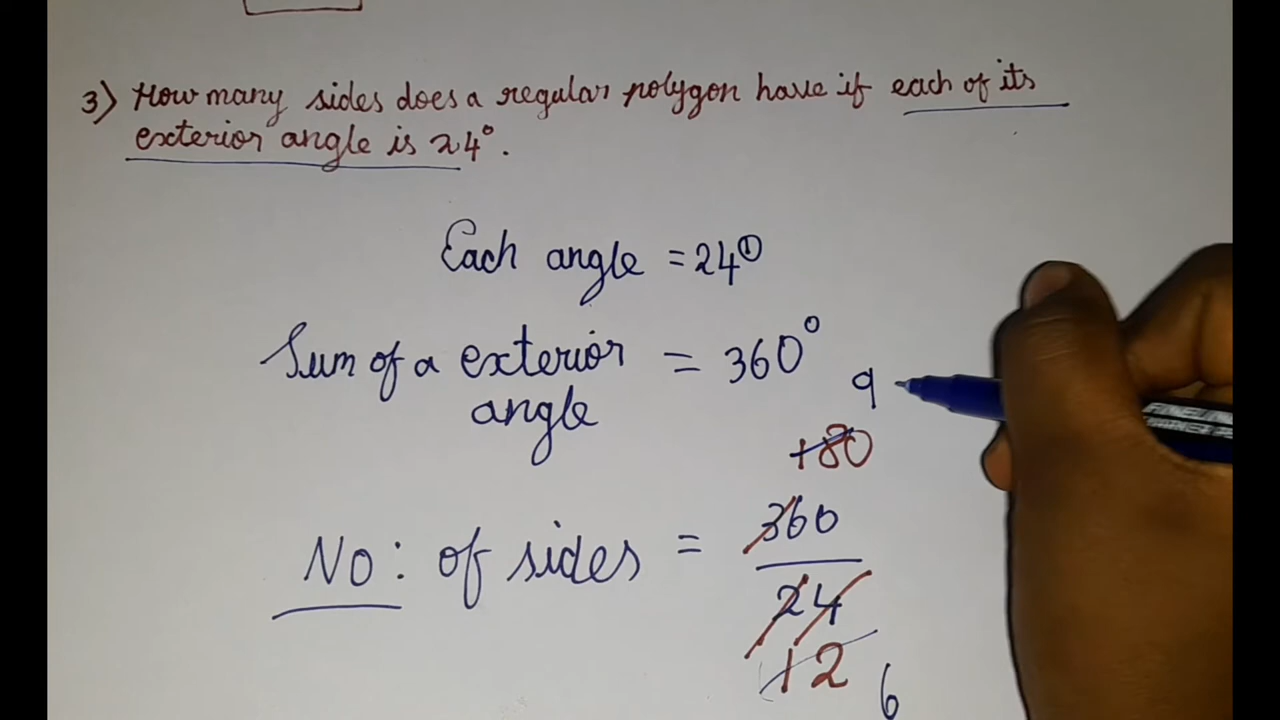 3) How many sides does a regular polygon have if each of its
exterior angle is 24°.
Each angle = 24°
Sum of a exterior = 360°
angle
9
180
No: of sides = 360
24
12 6